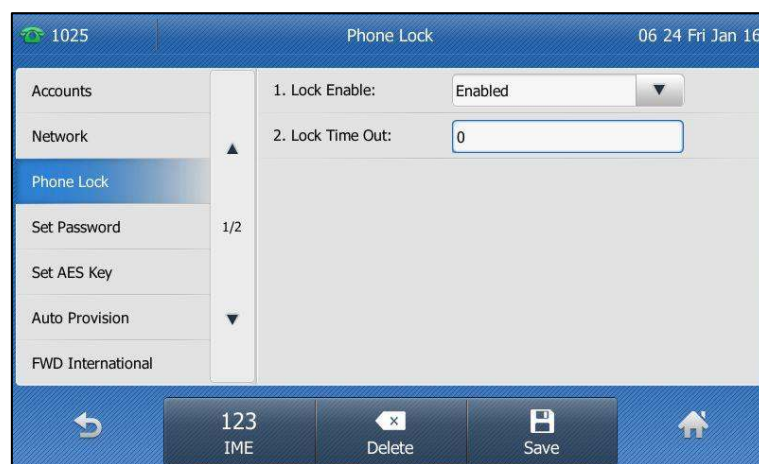 1025 Phone Lock 06 24 Fri Jan 16
Accounts
Network
Phone Lock
Set Password
Set AES Key
Auto Provision
FWD International
1/2
1. Lock Enable: Enabled
2. Lock Time Out: 0
123
IME
Delete
Save